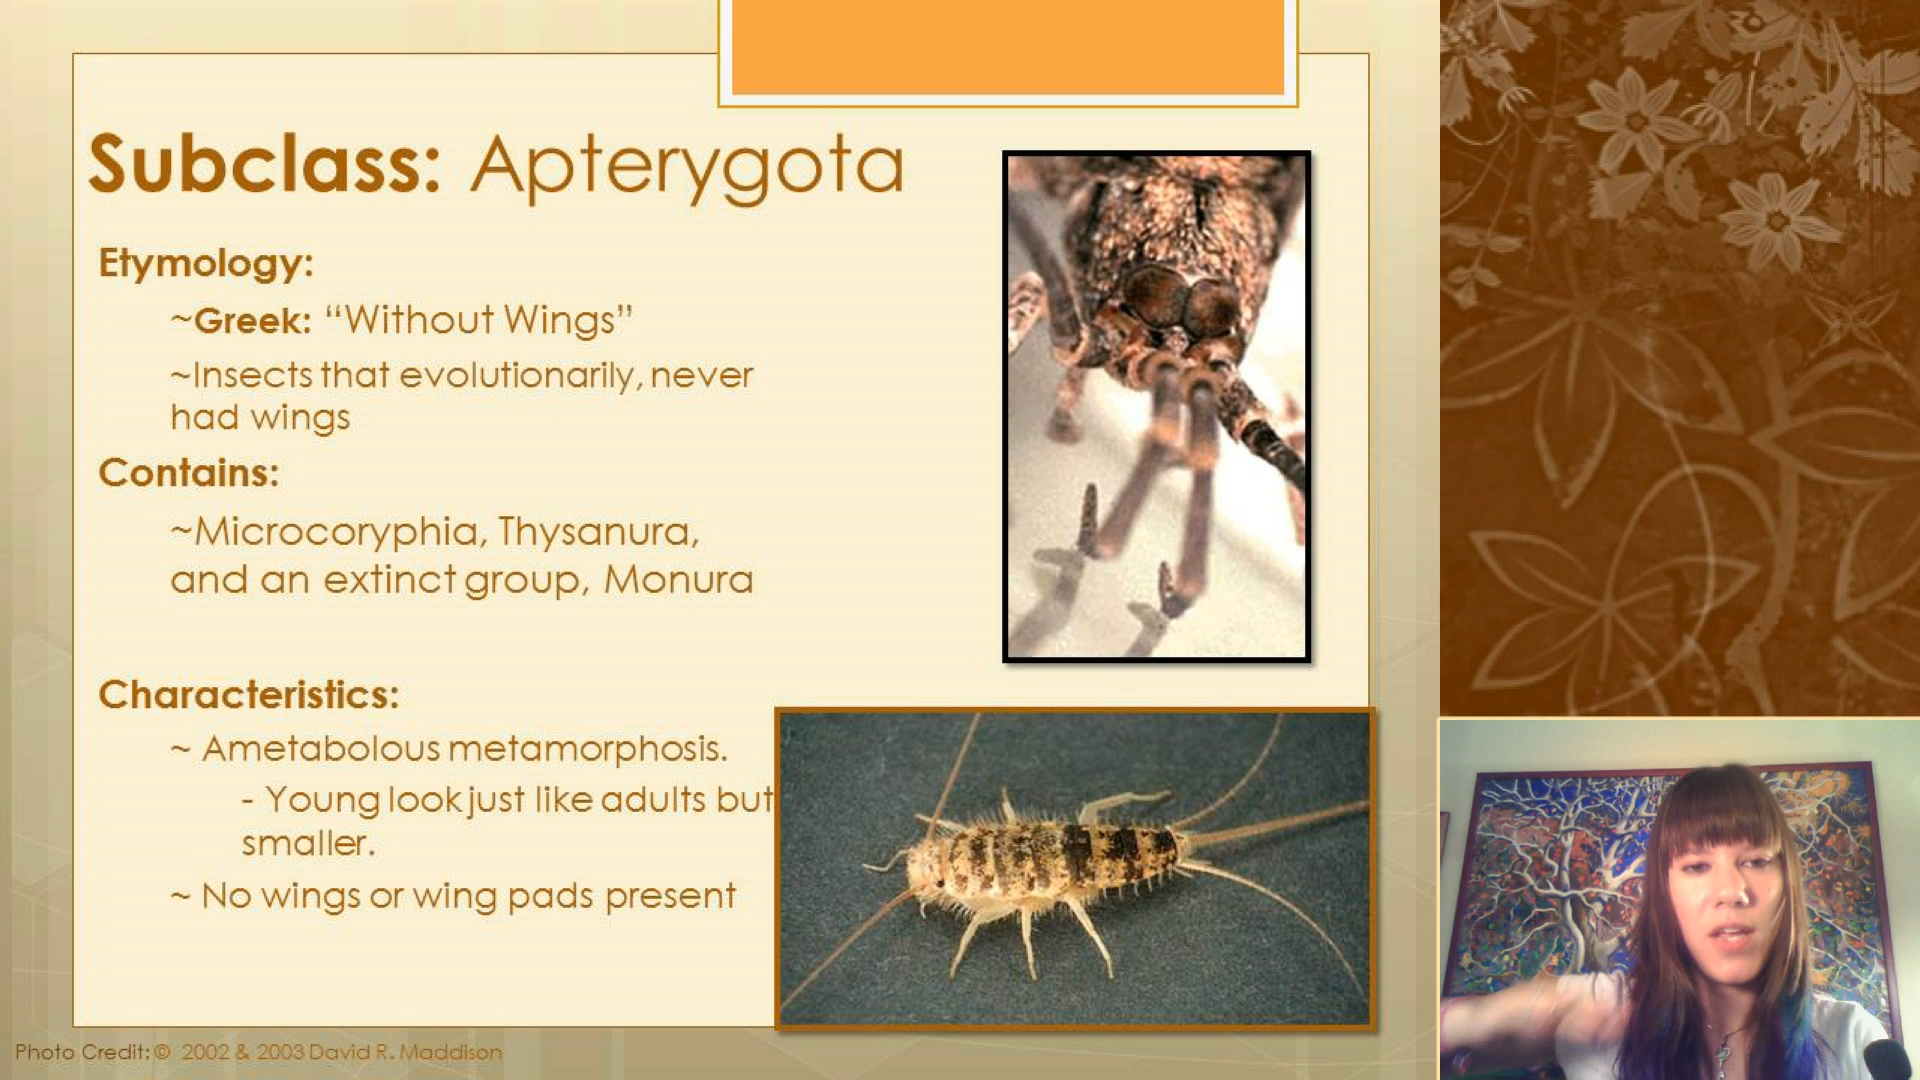 Subclass: Apterygota
Etymology:
~Greek: “Without Wings”
~Insects that evolutionarily, never
had wings
Contains:
~Microcoryphia, Thysanura,
and an extinct group, Monura
Characteristics:
~ Ametabolous metamorphosis.
- Young look just like adults but
smaller.
~ No wings or wing pads present
Photo Credit: © 2002 & 2003 David R. Maddison